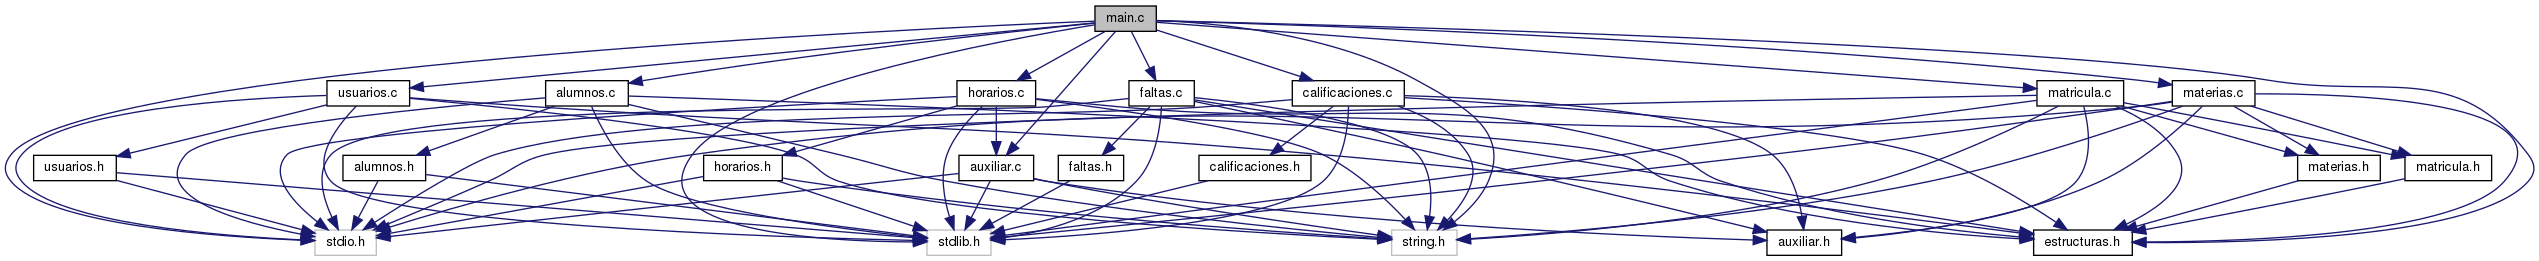 main.c
usuarios.c
alumnos.c
horarios.c
faltas.c
calificaciones.c
matricula.c
materias.c
usuarios.h
alumnos.h
horarios.h
auxiliar.c
faltas.h
calificaciones.h
materias.h
matricula.h
stdio.h
stdlib.h
string.h
auxiliar.h
estructuras.h